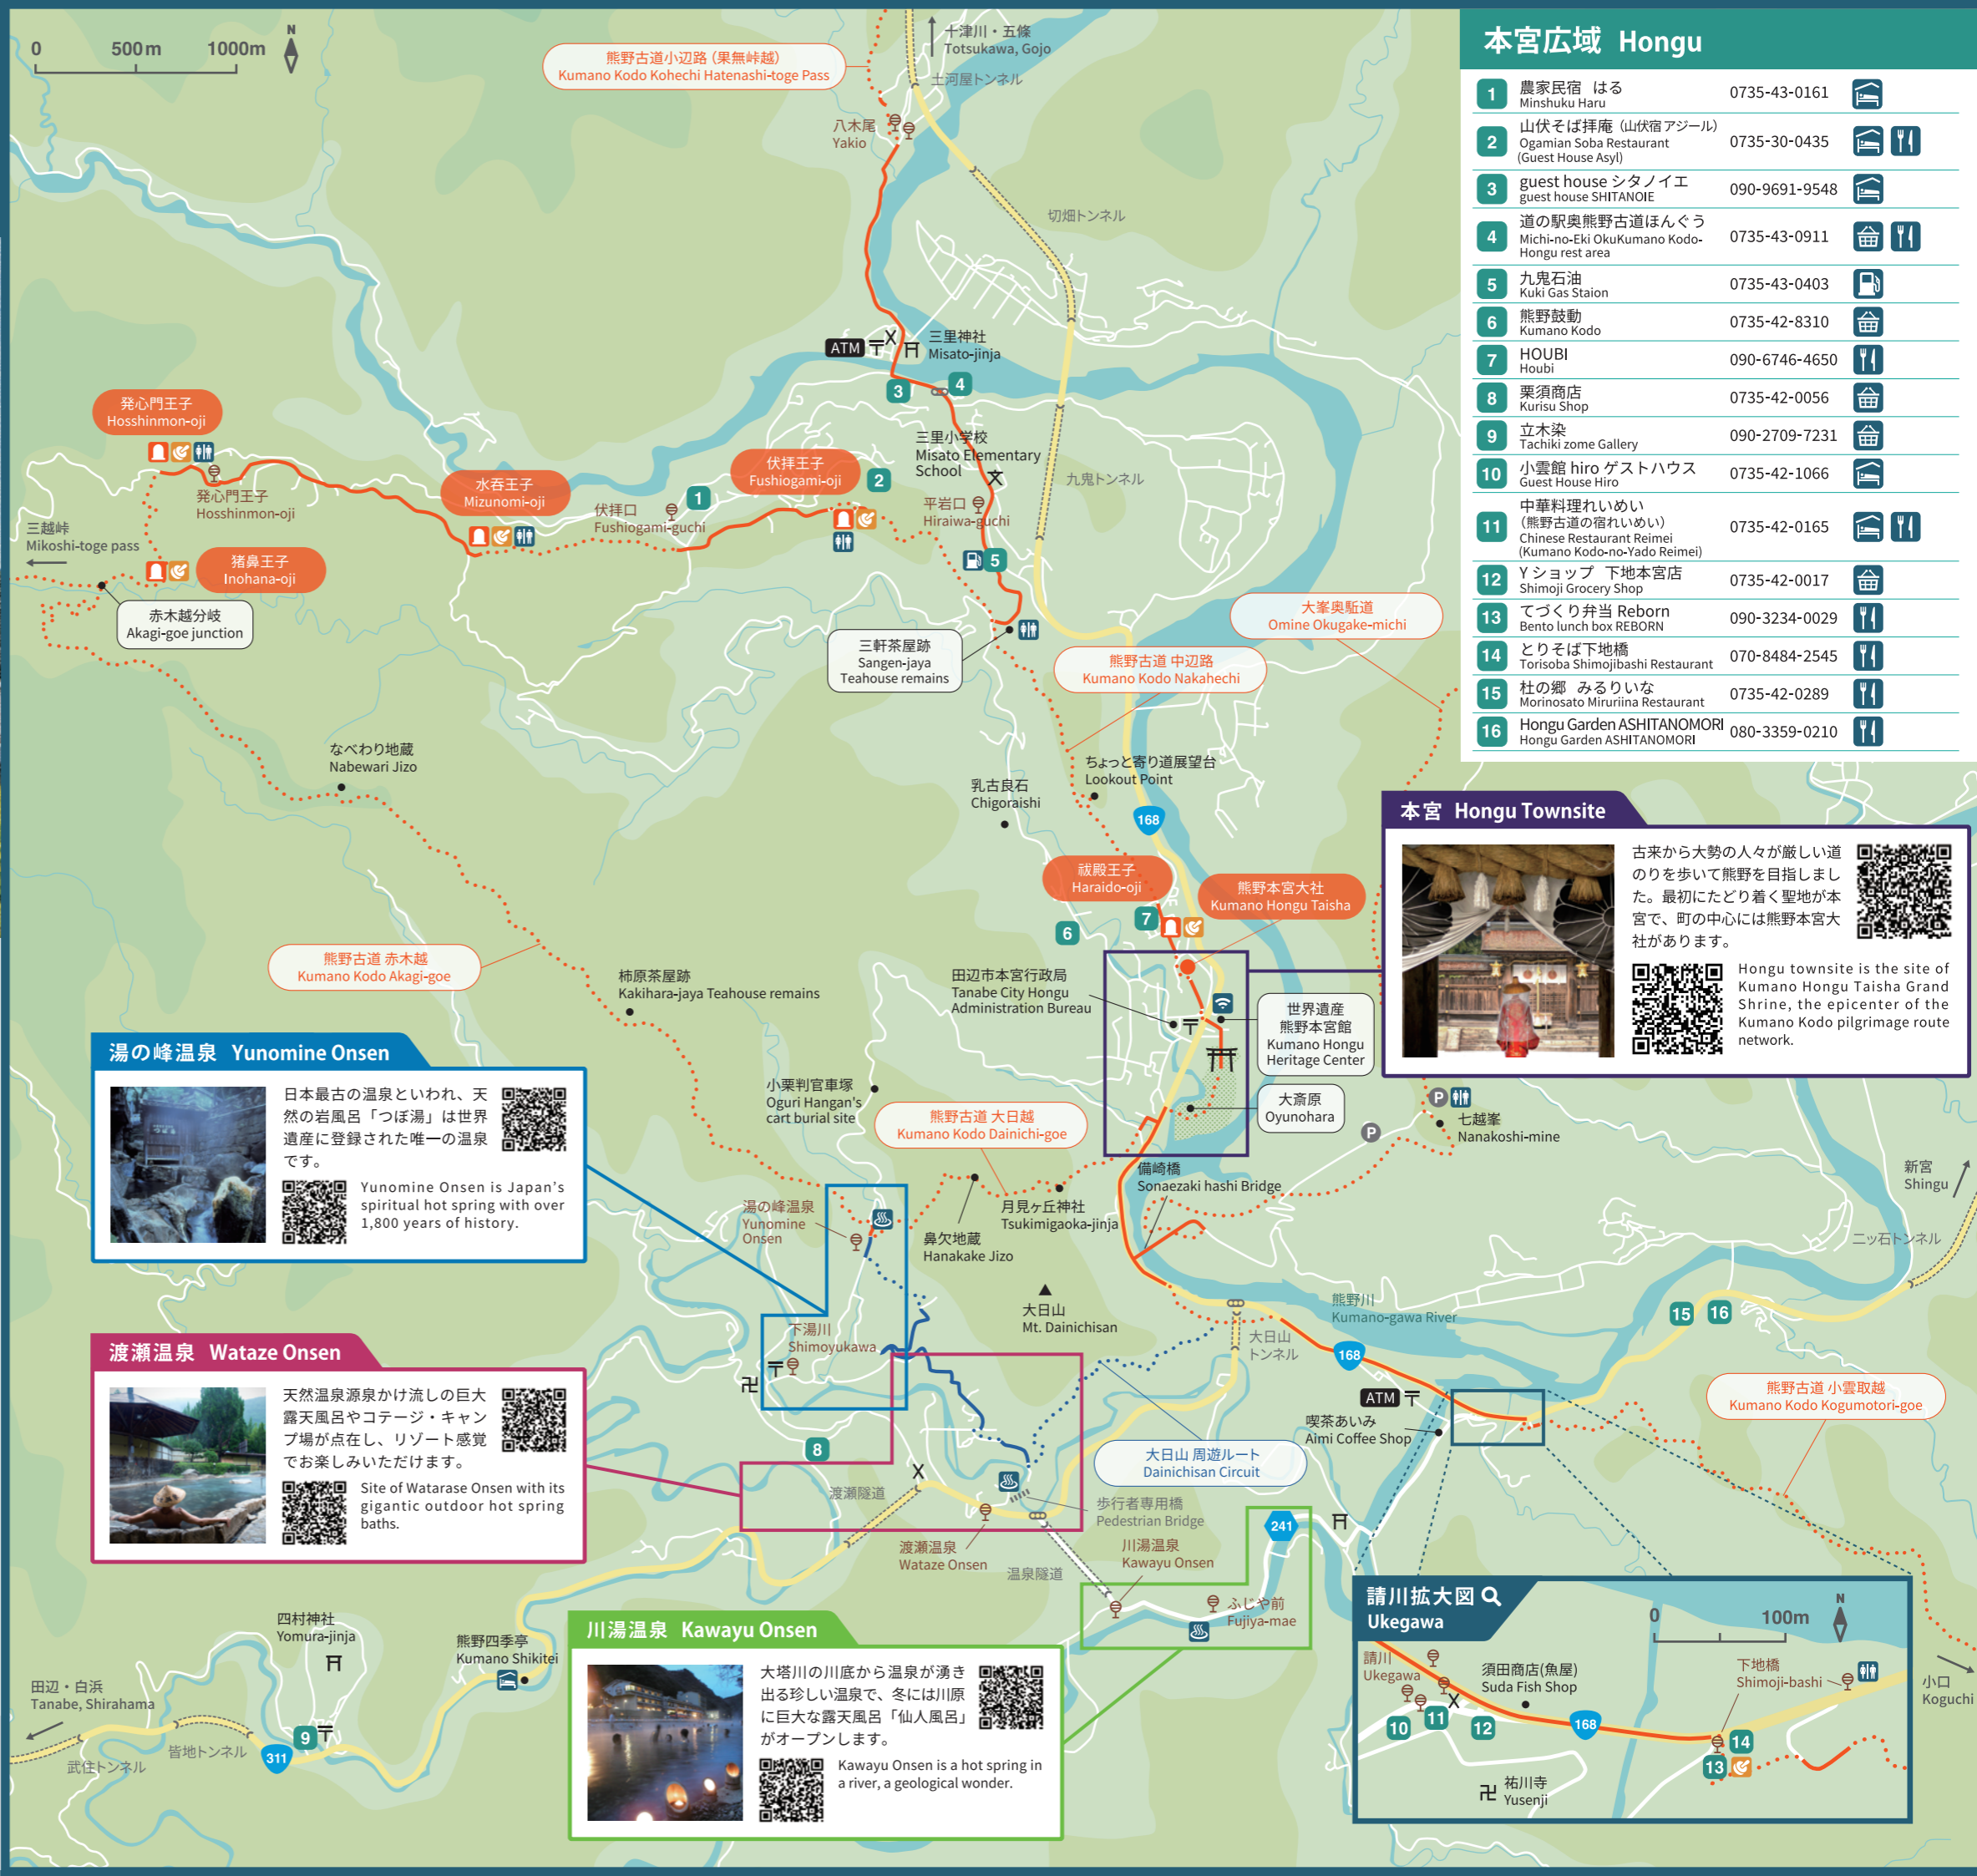 0 500m 1000m
N
熊野古道小辺路（果無峠越）
Kumano Kodo Kohechi Hatenashi-toge Pass
十津川・五條
Totsukawa, Gojo
土河屋トンネル
八木尾
Yakio
切畑トンネル
ATM
三里神社
Misato-jinja
3
4
三里小学校
Misato Elementary
School
九鬼トンネル
平岩口
Hiraiwa-guchi
5
発心門王子
Hosshinmon-oji
発心門王子
Hosshinmon-oji
水呑王子
Mizunomi-oji
伏拝口
Fushiogami-guchi
1
伏拝王子
Fushiogami-oji
2
三越峠
Mikoshi-toge pass
猪鼻王子
Inohana-oji
赤木越分岐
Akagi-goe junction
三軒茶屋跡
Sangen-jaya
Teahouse remains
大峯奥駈道
Omine Okugake-michi
熊野古道 中辺路
Kumano Kodo Nakahechi
なべわり地蔵
Nabewari Jizo
ちょっと寄り道展望台
Lookout Point
乳古良石
Chigoraishi
168
祓殿王子
Haraido-oji
熊野本宮大社
Kumano Hongu Taisha
6
7
熊野古道 赤木越
Kumano Kodo Akagi-goe
柿原茶屋跡
Kakihara-jaya Teahouse remains
田辺市本宮行政局
Tanabe City Hongu
Administration Bureau
世界遺産
熊野本宮館
Kumano Hongu
Heritage Center
大斎原
Oyunohara
小栗判官車塚
Oguri Hangan's
cart burial site
熊野古道 大日越
Kumano Kodo Dainichi-goe
P
P
七越峯
Nanakoshi-mine
備崎橋
Sonaezaki hashi Bridge
新宮
Shingu
二ッ石トンネル
湯の峰温泉
Yunomine
Onsen
月見ヶ丘神社
Tsukimigaoka-jinja
鼻欠地蔵
Hanakake Jizo
大日山
Mt. Dainichisan
熊野川
Kumano-gawa River
15
16
大日山
トンネル
168
下湯川
Shimoyukawa
ATM
喫茶あいみ
Aimi Coffee Shop
熊野古道 小雲取越
Kumano Kodo Kogumotori-goe
8
大日山 周遊ルート
Dainichisan Circuit
渡瀬隧道
歩行者専用橋
Pedestrian Bridge
渡瀬温泉
Wataze Onsen
温泉隧道
川湯温泉
Kawayu Onsen
241
ふじや前
Fujiya-mae
四村神社
Yomura-jinja
熊野四季亭
Kumano Shikitei
田辺・白浜
Tanabe, Shirahama
武住トンネル
皆地トンネル
311
9
小口
Koguchi
本宮広域 Hongu
1 農家民宿 はる 0735-43-0161
Minshuku Haru
2 山伏そば拝庵（山伏宿アジール） 0735-30-0435
Ogamian Soba Restaurant
(Guest House Asyl)
3 guest house シタノイエ 090-9691-9548
guest house SHITANOIE
4 道の駅奥熊野古道ほんぐう 0735-43-0911
Michi-no-Eki OkuKumano Kodo-
Hongu rest area
5 九鬼石油 0735-43-0403
Kuki Gas Staion
6 熊野鼓動 0735-42-8310
Kumano Kodo
7 HOUBI 090-6746-4650
Houbi
8 栗須商店 0735-42-0056
Kurisu Shop
9 立木染 090-2709-7231
Tachiki zome Gallery
10 小雲館 hiro ゲストハウス 0735-42-1066
Guest House Hiro
11 中華料理れいめい 0735-42-0165
（熊野古道の宿れいめい）
Chinese Restaurant Reimei
(Kumano Kodo-no-Yado Reimei)
12 Y ショップ 下地本宮店 0735-42-0017
Shimoji Grocery Shop
13 てづくり弁当 Reborn 090-3234-0029
Bento lunch box REBORN
14 とりそば下地橋 070-8484-2545
Torisoba Shimojibashi Restaurant
15 杜の郷 みるりいな 0735-42-0289
Morinosato Miruriina Restaurant
16 Hongu Garden ASHITANOMORI 080-3359-0210
Hongu Garden ASHITANOMORI
本宮 Hongu Townsite
古来から大勢の人々が厳しい道
のりを歩いて熊野を目指しまし
た。最初にたどり着く聖地が本
宮で、町の中心には熊野本宮大
社があります。
Hongu townsite is the site of
Kumano Hongu Taisha Grand
Shrine, the epicenter of the
Kumano Kodo pilgrimage route
network.
湯の峰温泉 Yunomine Onsen
日本最古の温泉といわれ、天
然の岩風呂「つぼ湯」は世界
遺産に登録された唯一の温泉
です。
Yunomine Onsen is Japan's
spiritual hot spring with over
1,800 years of history.
渡瀬温泉 Wataze Onsen
天然温泉源泉かけ流しの巨大
露天風呂やコテージ・キャン
プ場が点在し、リゾート感覚
でお楽しみいただけます。
Site of Watarase Onsen with its
gigantic outdoor hot spring
baths.
川湯温泉 Kawayu Onsen
大塔川の川底から温泉が湧き
出る珍しい温泉で、冬には川原
に巨大な露天風呂「仙人風呂」
がオープンします。
Kawayu Onsen is a hot spring in
a river, a geological wonder.
請川拡大図
Ukegawa
0 100m
N
請川
Ukegawa
須田商店(魚屋)
Suda Fish Shop
下地橋
Shimoji-bashi
10
11
12
168
14
13
祐川寺
Yusenji